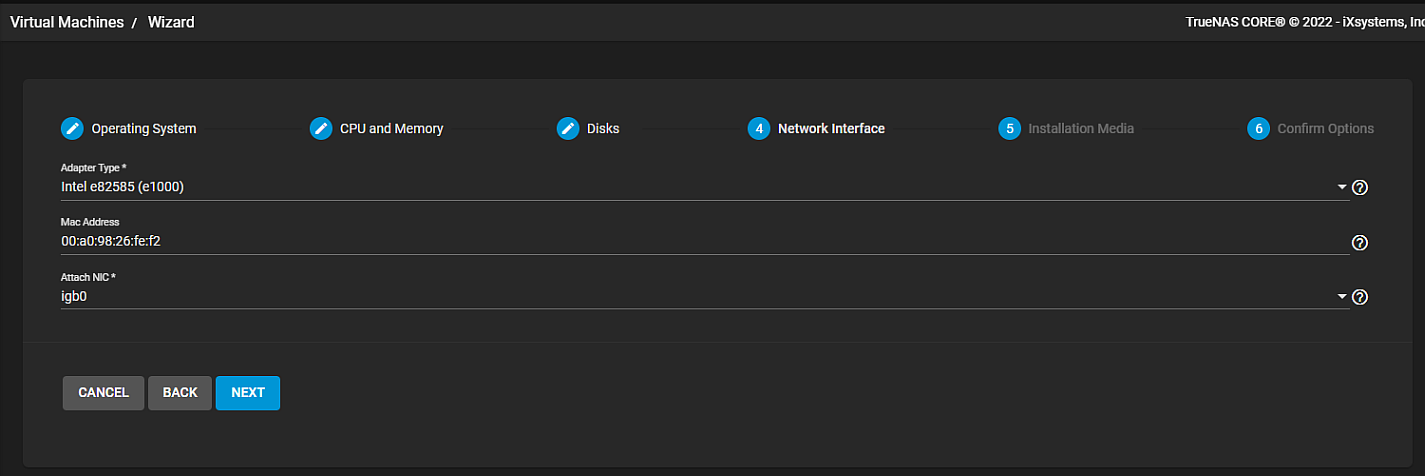 Virtual Machines / Wizard
TrueNAS CORE® © 2022 - iXsystems, Inc
Operating System
CPU and Memory
Disks
4 Network Interface
5 Installation Media
6 Confirm Options
Adapter Type *
Intel e82585 (e1000)
Mac Address
00:a0:98:26:fe:f2
Attach NIC *
igb0
CANCEL
BACK
NEXT